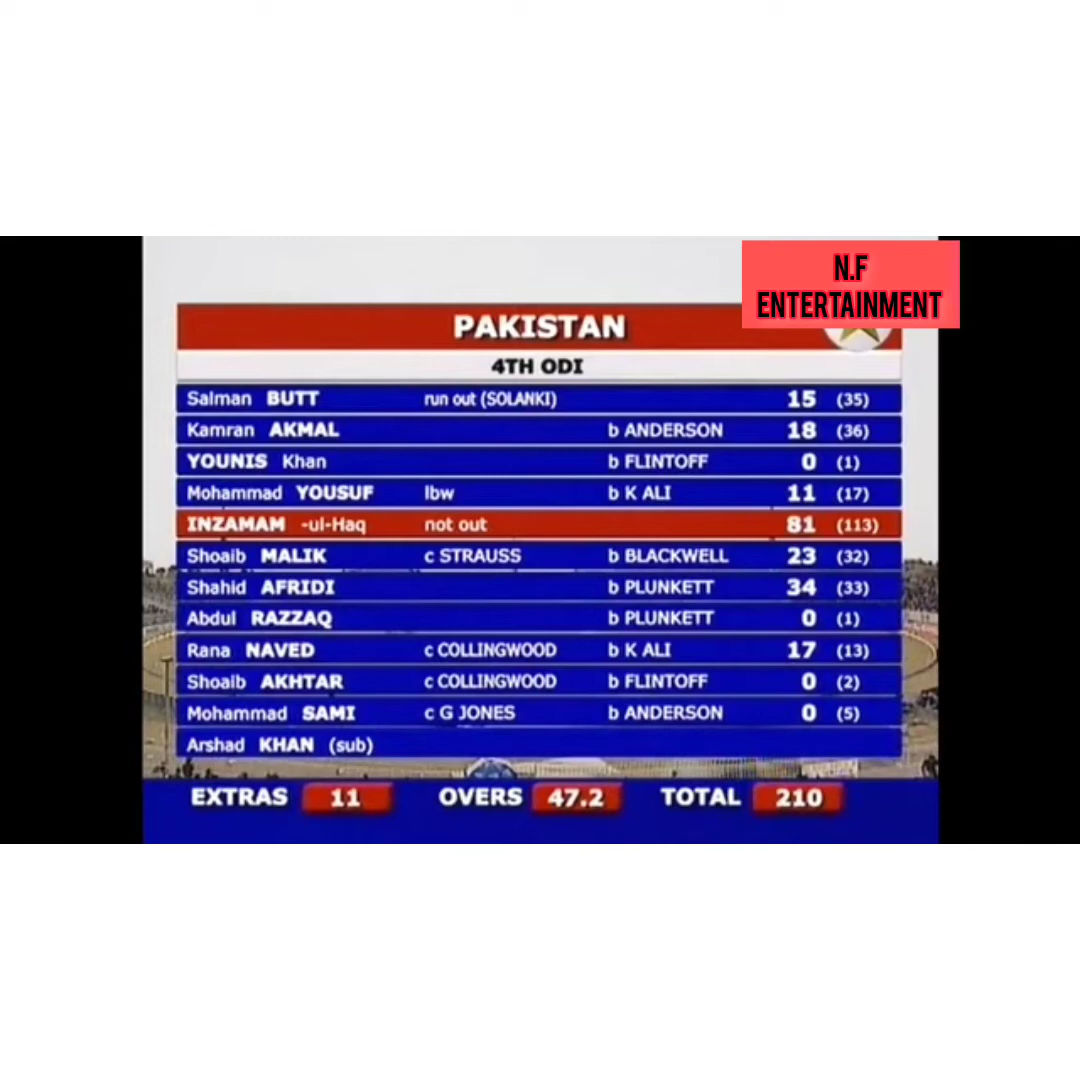 N.F
ENTERTAINMENT
PAKISTAN
4TH ODI
Salman BUTT run out (SOLANKI) 15 (35)
Kamran AKMAL b ANDERSON 18 (36)
YOUNIS Khan b FLINTOFF 0 (1)
Mohammad YOUSUF lbw b K ALI 11 (17)
INZAMAM -ul-Haq not out 81 (113)
Shoaib MALIK c STRAUSS b BLACKWELL 23 (32)
Shahid AFRIDI b PLUNKETT 34 (33)
Abdul RAZZAQ b PLUNKETT 0 (1)
Rana NAVED c COLLINGWOOD b K ALI 17 (13)
Shoaib AKHTAR c COLLINGWOOD b FLINTOFF 0 (2)
Mohammad SAMI c G JONES b ANDERSON 0 (5)
Arshad KHAN (sub)
EXTRAS 11 OVERS 47.2 TOTAL 210